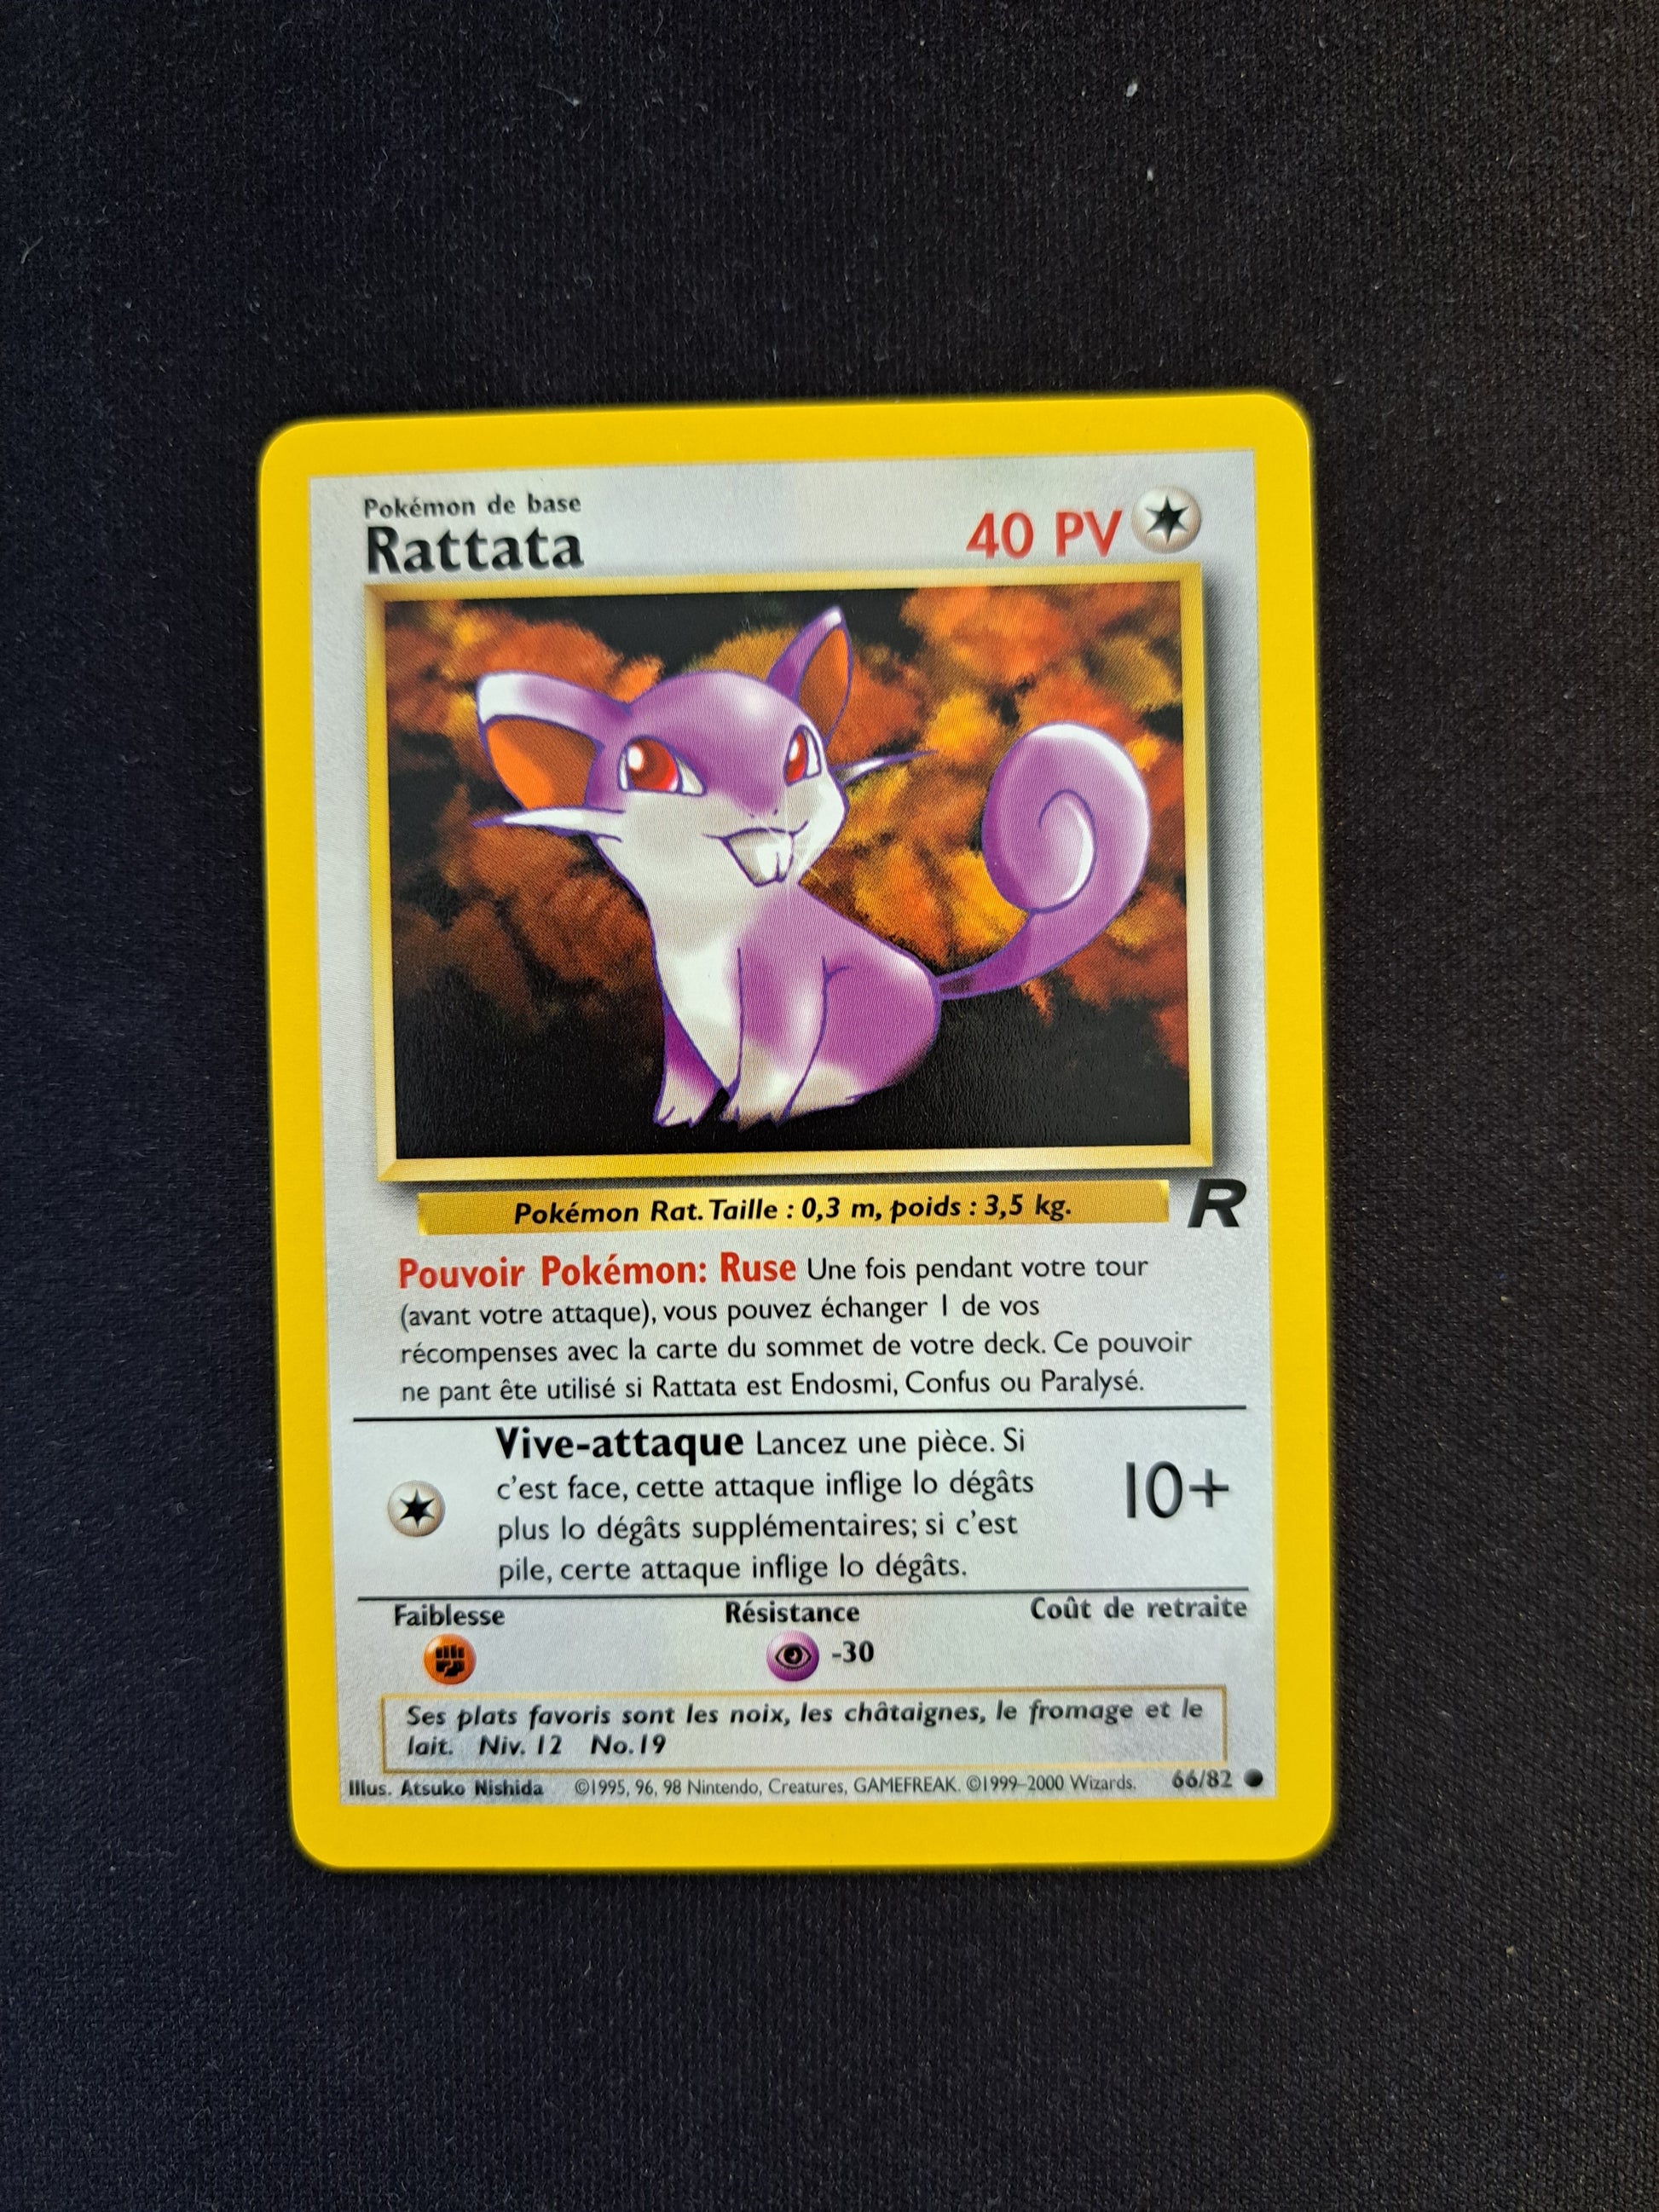 Pokémon de base
Rattata
40 PV
Pokémon Rat. Taille : 0,3 m, poids : 3,5 kg.
R
Pouvoir Pokémon: Ruse Une fois pendant votre tour
(avant votre attaque), vous pouvez échanger 1 de vos
récompenses avec la carte du sommet de votre deck. Ce pouvoir
ne pant ête utilisé si Rattata est Endosmi, Confus ou Paralysé.
Vive-attaque Lancez une pièce. Si
c'est face, cette attaque inflige lo dégâts
plus lo dégâts supplémentaires; si c'est
pile, certe attaque inflige lo dégâts.
10+
Faiblesse
Résistance
Coût de retraite
-30
Ses plats favoris sont les noix, les châtaignes, le fromage et le
lait. Niv. 12 No. 19
Illus. Atsuko Nishida ©1995, 96, 98 Nintendo, Creatures, GAMEFREAK. ©1999-2000 Wizards. 66/82